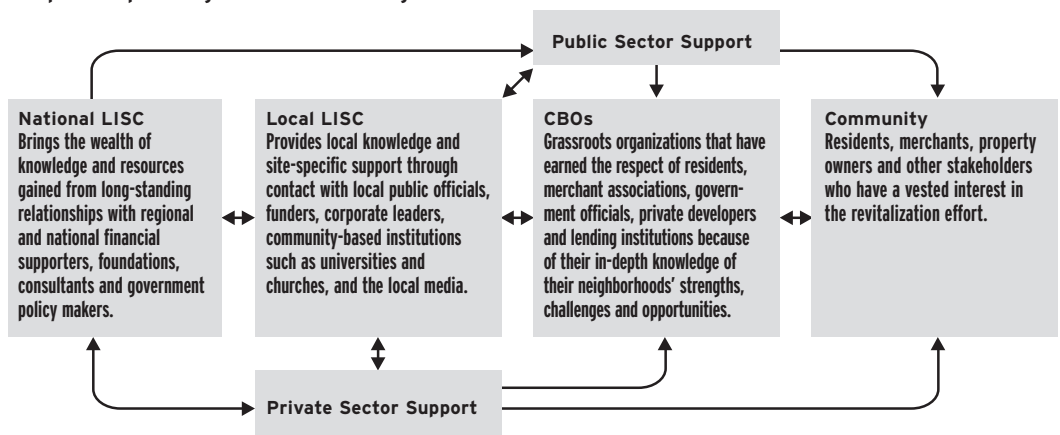 Public Sector Support
National LISC
Brings the wealth of
knowledge and resources
gained from long-standing
relationships with regional
and national financial
supporters, foundations,
consultants and government
policy makers.
Local LISC
Provides local knowledge and
site-specific support through
contact with local public officials,
funders, corporate leaders,
community-based institutions
such as universities and
churches, and the local media.
CBOs
Grassroots organizations that have
earned the respect of residents,
merchant associations, govern-
ment officials, private developers
and lending institutions because
of their in-depth knowledge of
their neighborhoods’ strengths,
challenges and opportunities.
Community
Residents, merchants, property
owners and other stakeholders
who have a vested interest in
the revitalization effort.
Private Sector Support